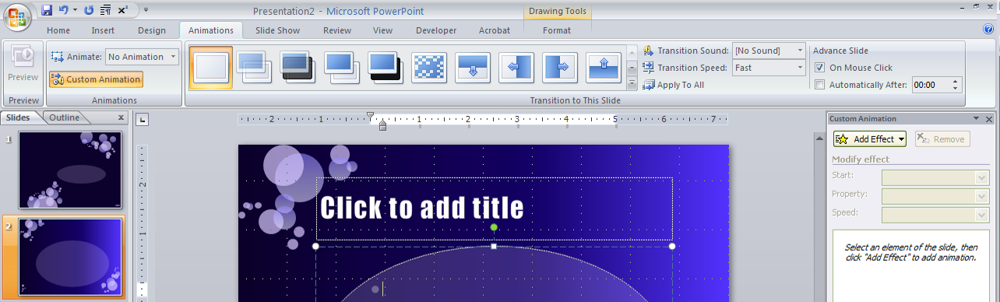 Presentation2 - Microsoft PowerPoint
Drawing Tools
Home Insert Design Animations Slide Show Review View Developer Acrobat Format
Preview
Preview
Animate: No Animation
Custom Animation
Animations
Transition to This Slide
Transition Sound: [No Sound]
Transition Speed: Fast
Apply To All
Advance Slide
On Mouse Click
Automatically After: 00:00
Slides Outline x
1
2
2 1 1 2 3 4 5 6 7
2
1
Click to add title
Custom Animation
Add Effect Remove
Modify effect
Start:
Property:
Speed:
Select an element of the slide, then
click "Add Effect" to add animation.